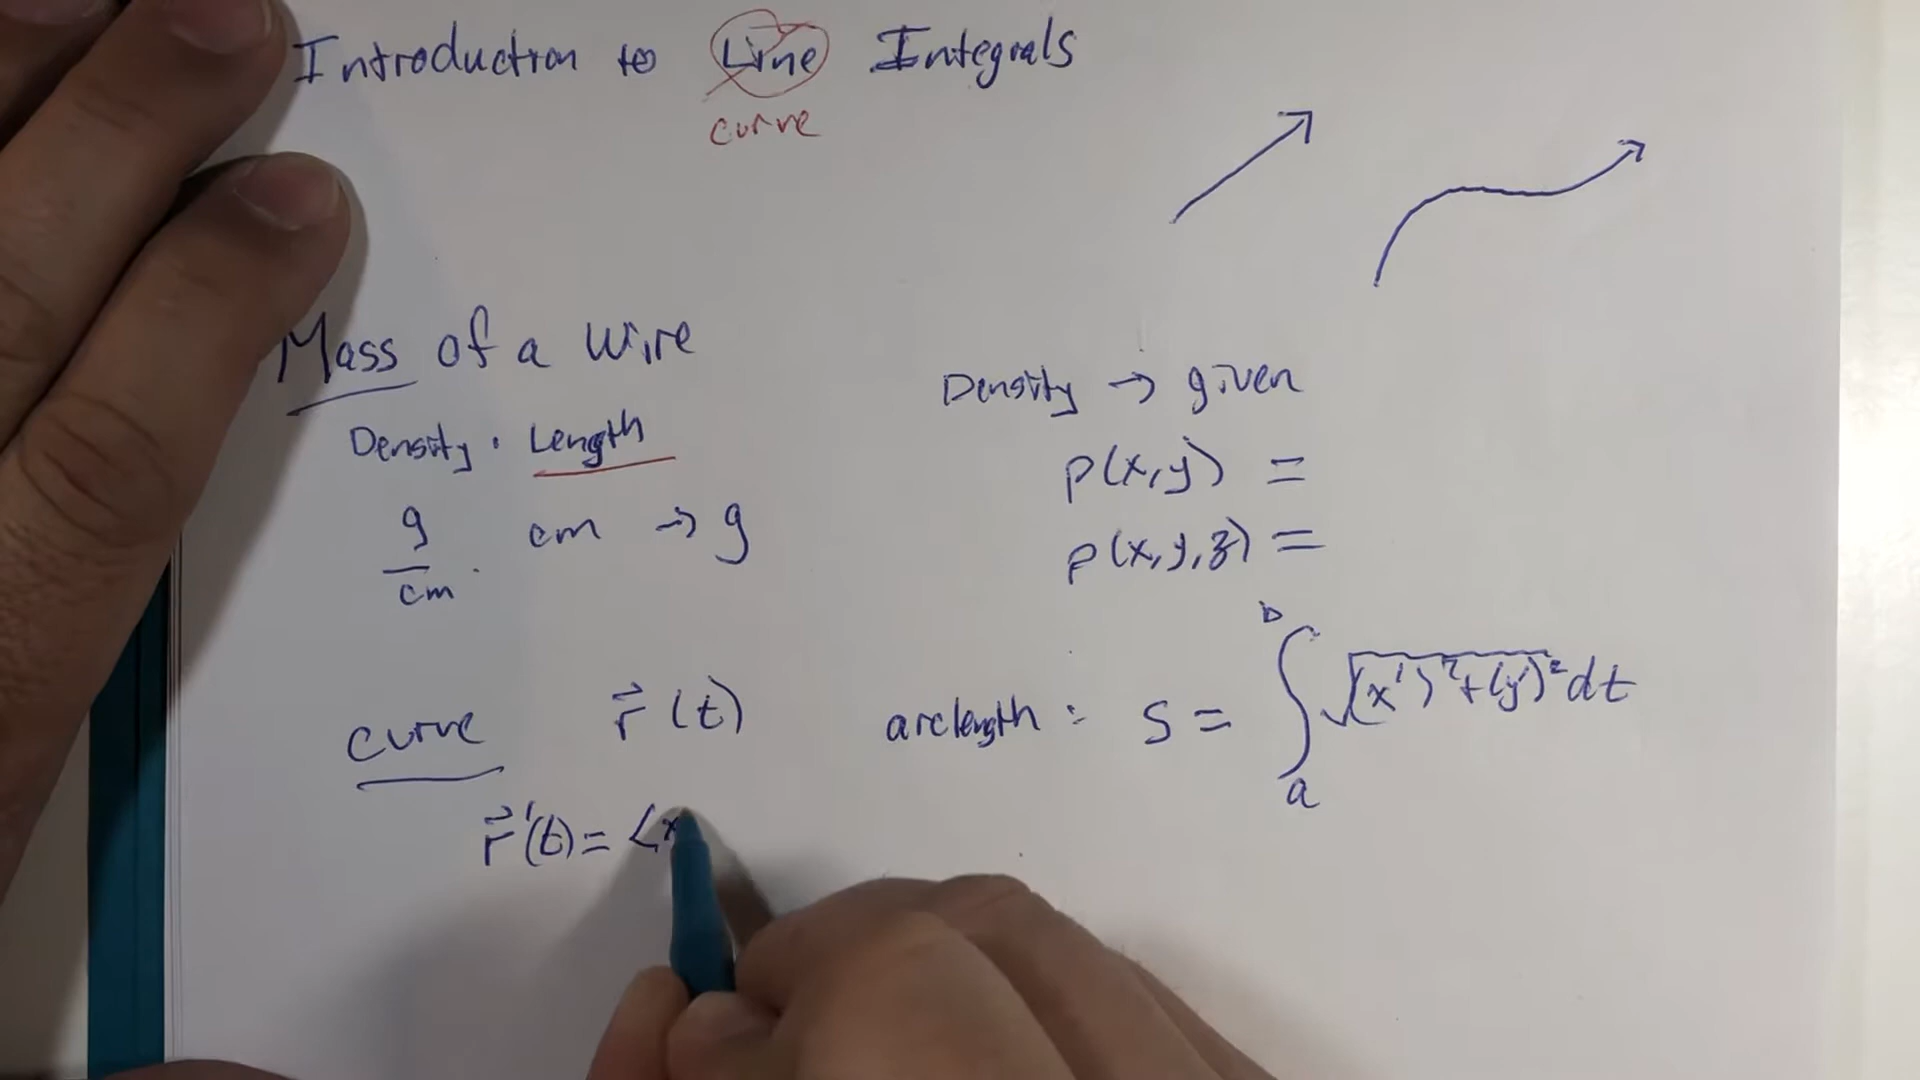 Introduction to Line Integrals
curve
Mass of a Wire
Density · Length
g/cm · cm → g
Density → given
ρ(x,y) =
ρ(x,y,z) =
curve r⃗(t)
arclength: s = ∫ₐᵇ √(x')²+(y')² dt
r⃗'(t) = <x